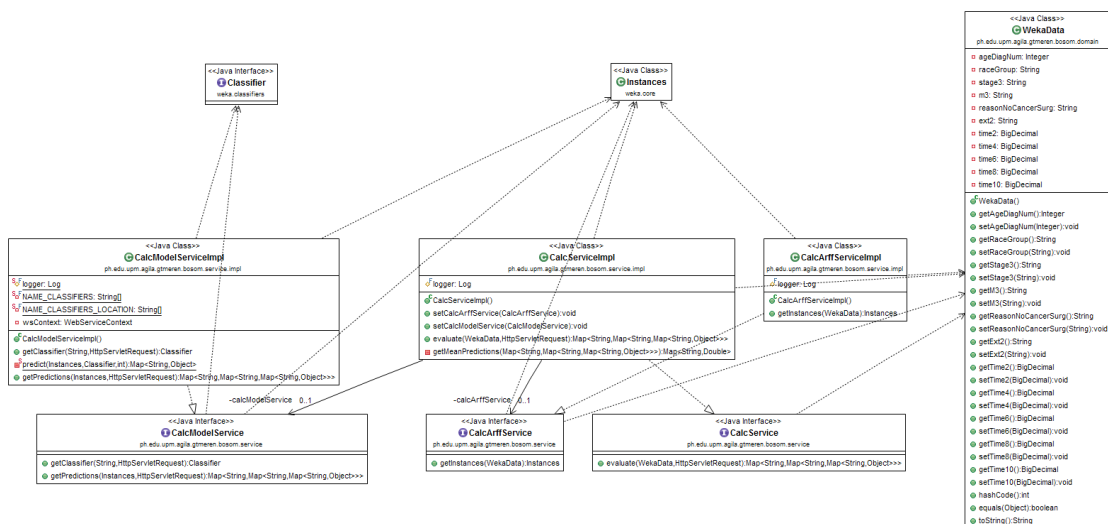 <<Java Class>>
WekaData
ph.edu.upm.agila.gtmeren.bosom.domain
ageDiagNum: Integer
raceGroup: String
stage3: String
m3: String
reasonNoCancerSurg: String
ext2: String
time2: BigDecimal
time4: BigDecimal
time6: BigDecimal
time8: BigDecimal
time10: BigDecimal
WekaData()
getAgeDiagNum():Integer
setAgeDiagNum(Integer):void
getRaceGroup():String
setRaceGroup(String):void
getStage3():String
setStage3(String):void
getM3():String
setM3(String):void
getReasonNoCancerSurg():String
setReasonNoCancerSurg(String):void
getExt2():String
setExt2(String):void
getTime2():BigDecimal
setTime2(BigDecimal):void
getTime4():BigDecimal
setTime4(BigDecimal):void
getTime6():BigDecimal
setTime6(BigDecimal):void
getTime8():BigDecimal
setTime8(BigDecimal):void
getTime10():BigDecimal
setTime10(BigDecimal):void
hashCode():int
equals(Object):boolean
toString():String
<<Java Interface>>
Classifier
weka.classifiers
<<Java Class>>
Instances
weka.core
<<Java Class>>
CalcModelServiceImpl
ph.edu.upm.agila.gtmeren.bosom.service.impl
logger: Log
NAME_CLASSIFIERS: String[]
NAME_CLASSIFIERS_LOCATION: String[]
wsContext: WebServiceContext
CalcModelServiceImpl()
getClassifier(String,HttpServletRequest):Classifier
predict(Instances,Classifier,int):Map<String,Object>
getPredictions(Instances,HttpServletRequest):Map<String,Map<String,Map<String,Object>>>
<<Java Class>>
CalcServiceImpl
ph.edu.upm.agila.gtmeren.bosom.service.impl
logger: Log
CalcServiceImpl()
setCalcArffService(CalcArffService):void
setCalcModelService(CalcModelService):void
evaluate(WekaData,HttpServletRequest):Map<String,Map<String,Map<String,Object>>>
getMeanPredictions(Map<String,Map<String,Map<String,Object>>>):Map<String,Double>
<<Java Class>>
CalcArffServiceImpl
ph.edu.upm.agila.gtmeren.bosom.service.impl
logger: Log
CalcArffServiceImpl()
getInstances(WekaData):Instances
-calcModelService 0..1
-calcArffService 0..1
<<Java Interface>>
CalcModelService
ph.edu.upm.agila.gtmeren.bosom.service
getClassifier(String,HttpServletRequest):Classifier
getPredictions(Instances,HttpServletRequest):Map<String,Map<String,Map<String,Object>>>
<<Java Interface>>
CalcArffService
ph.edu.upm.agila.gtmeren.bosom.service
getInstances(WekaData):Instances
<<Java Interface>>
CalcService
ph.edu.upm.agila.gtmeren.bosom.service
evaluate(WekaData,HttpServletRequest):Map<String,Map<String,Map<String,Object>>>